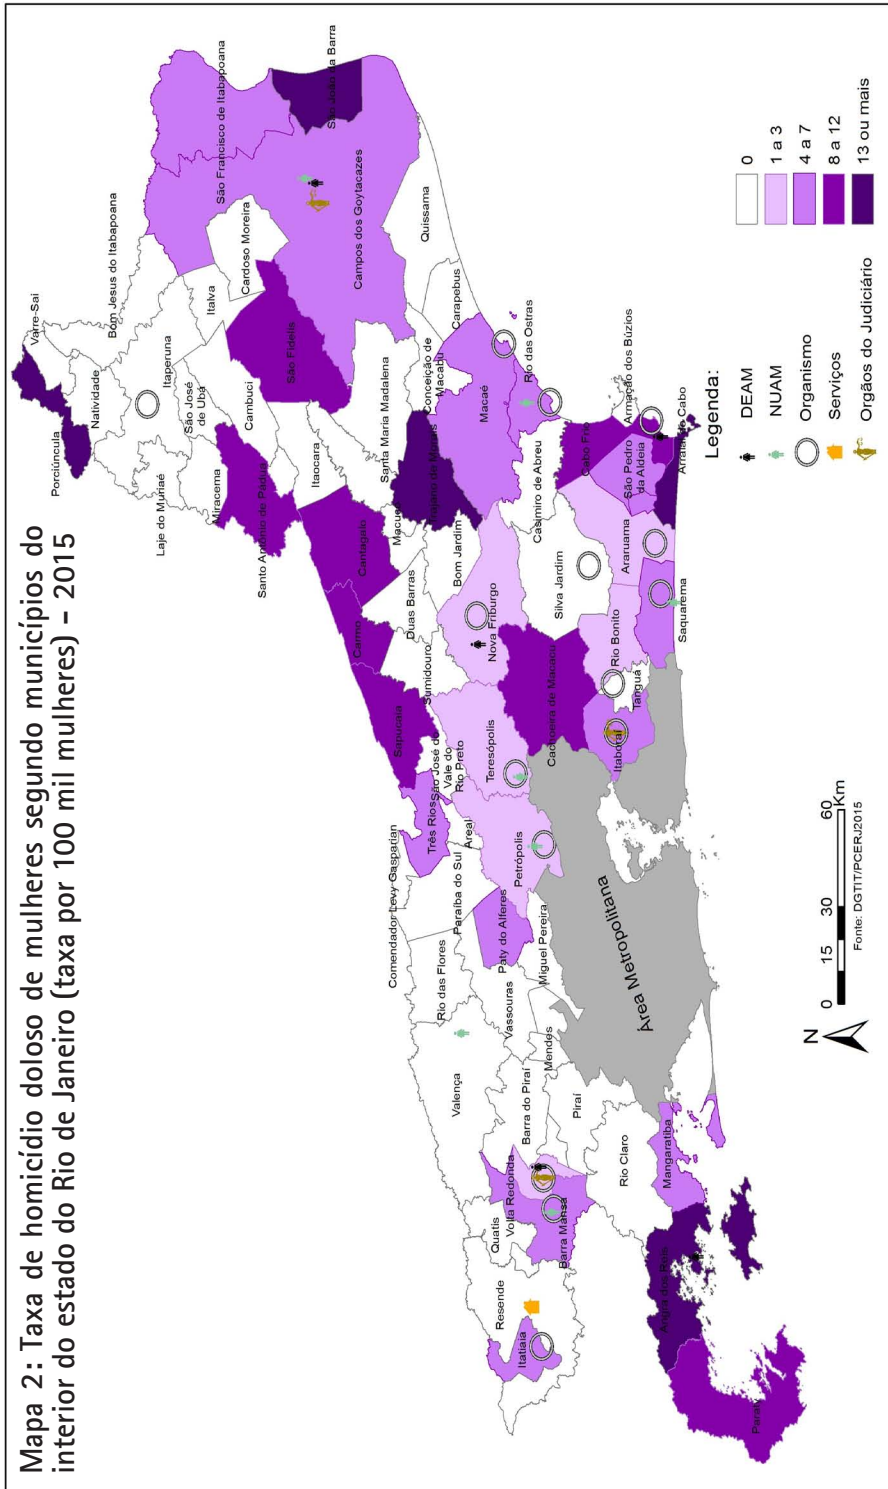 Mapa 2: Taxa de homicídio doloso de mulheres segundo municípios do
interior do estado do Rio de Janeiro (taxa por 100 mil mulheres) – 2015
Varre-Sai
Porciúncula
Natividade
Bom Jesus do Itabapoana
Itaperuna
Laje do Muriaé
São José
de Ubá
Italva
Miracema
Cambuci
Cardoso Moreira
São Francisco de Itabapoana
São João da Barra
Campos dos Goytacazes
Santo Antônio de Pádua
São Fidelis
Itaocara
Cantagalo
Santa Maria Madalena
Quissama
Carmo
Macuco
Trajano de Morais
Conceição de
Macabu
Carapebus
Sapucaia
Duas Barras
Bom Jardim
Macaé
Sumidouro
Nova Friburgo
Rio das Ostras
Comendador Levy Gasparian
Três Rios
São José do
Vale do
Rio Preto
Teresópolis
Casimiro de Abreu
Areal
Paraíba do Sul
Petrópolis
Cachoeira de Macacu
Silva Jardim
Cabo Frio
Armação dos Búzios
São Pedro
da Aldeia
Arraial do Cabo
Araruama
Rio Bonito
Saquarema
Tanguá
Itaboraí
Rio das Flores
Paty do Alferes
Miguel Pereira
Vassouras
Valença
Mendes
Barra do Piraí
Piraí
Área Metropolitana
Volta Redonda
Quatis
Barra Mansa
Rio Claro
Mangaratiba
Resende
Itatiaia
Angra dos Reis
Parati
Legenda:
DEAM
NUAM
Organismo
Serviços
Orgãos do Judiciário
0
1 a 3
4 a 7
8 a 12
13 ou mais
N
0 15 30 60
Km
Fonte: DGTIT/PCERJ2015